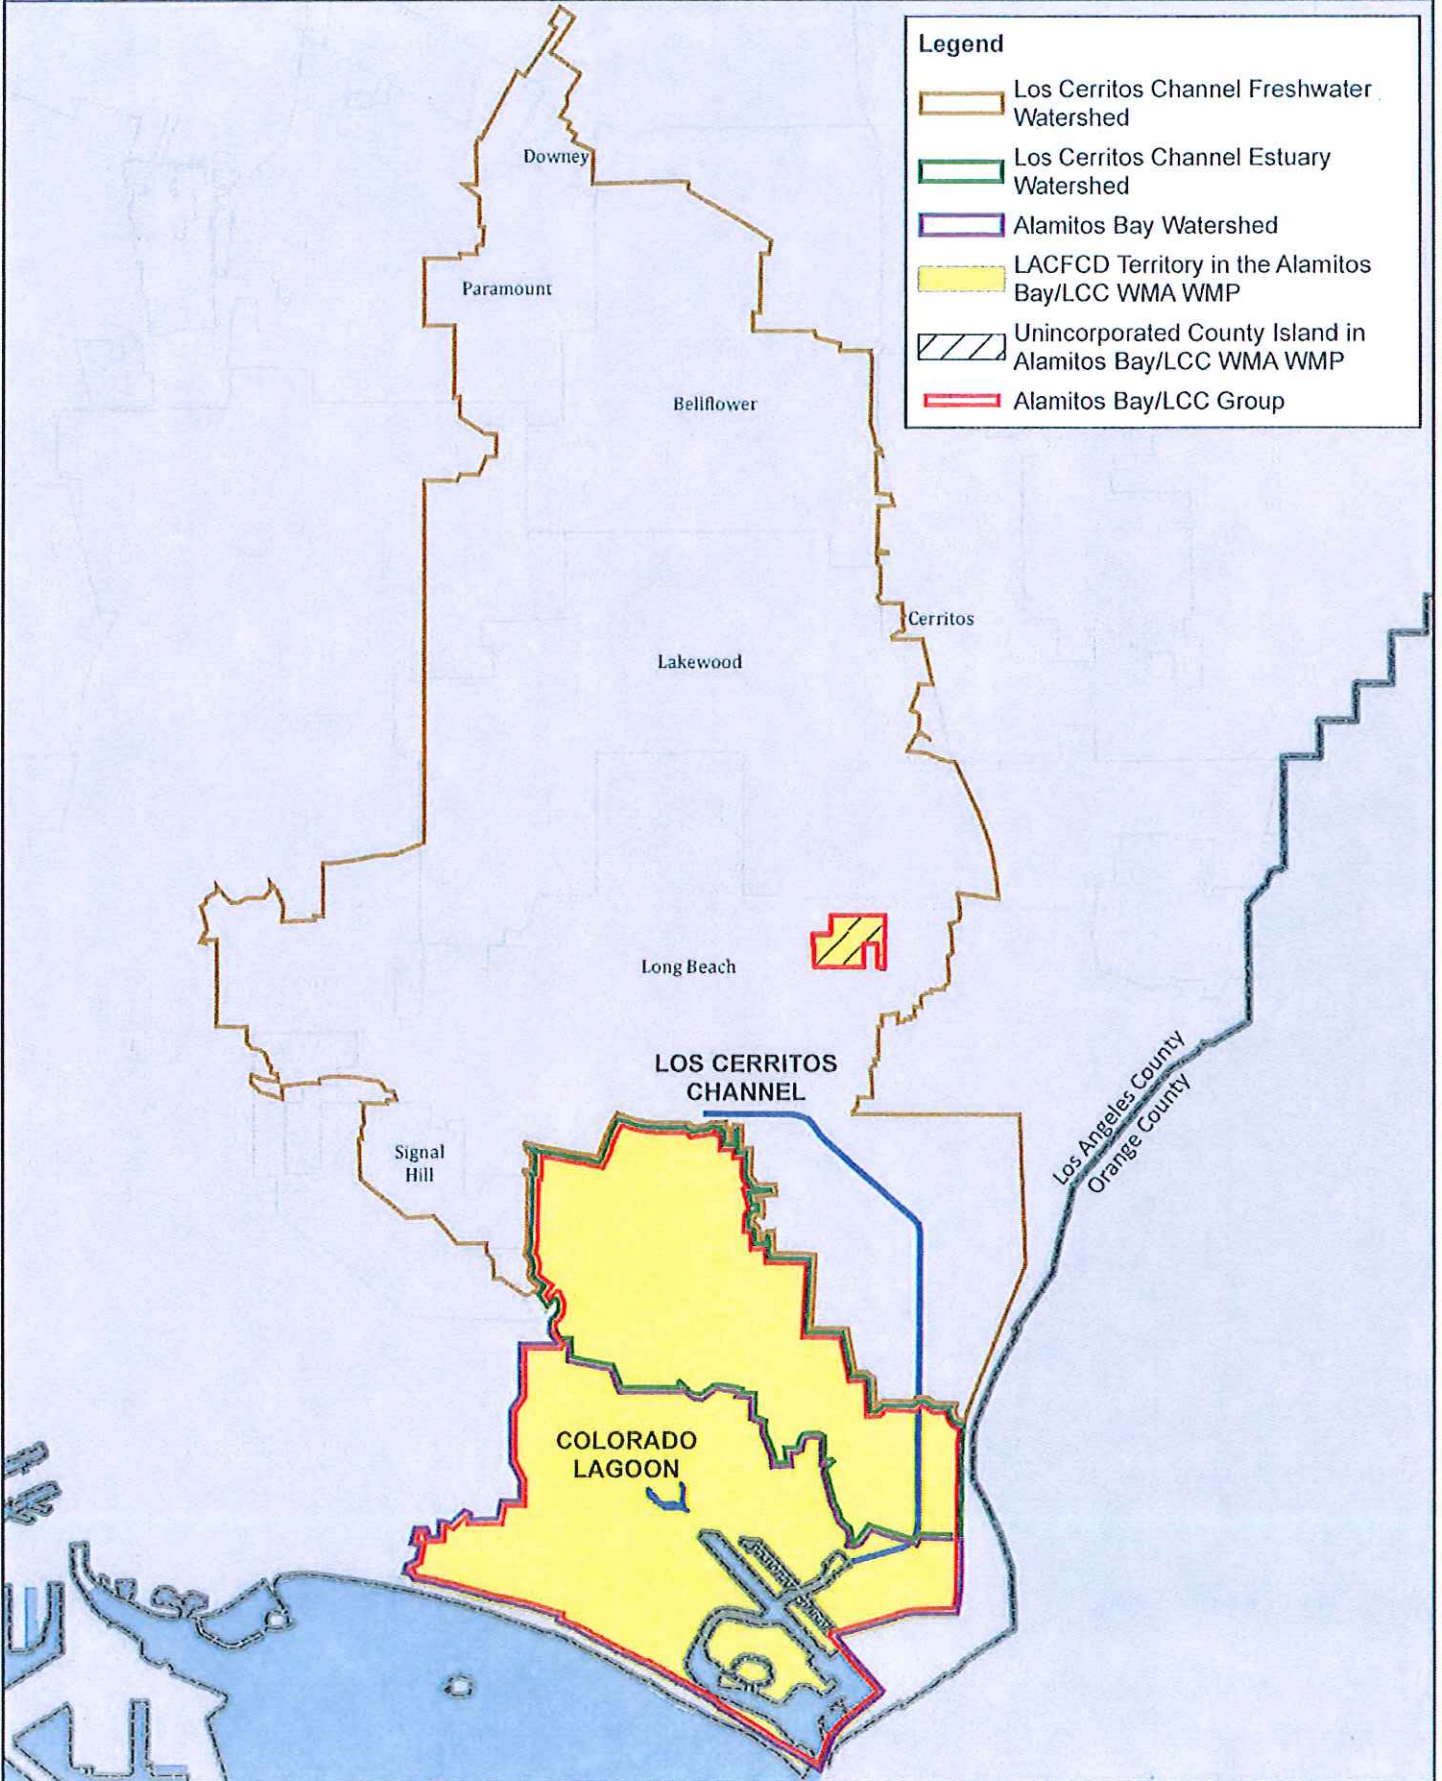 Legend
Los Cerritos Channel Freshwater
Watershed
Los Cerritos Channel Estuary
Watershed
Alamitos Bay Watershed
LACFCD Territory in the Alamitos
Bay/LCC WMA WMP
Unincorporated County Island in
Alamitos Bay/LCC WMA WMP
Alamitos Bay/LCC Group
Downey
Paramount
Bellflower
Cerritos
Lakewood
Long Beach
LOS CERRITOS
CHANNEL
Los Angeles County
Orange County
Signal
Hill
COLORADO
LAGOON